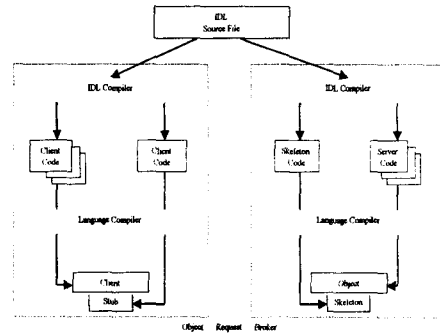 IDL
Source File
IDL Compiler
IDL Compiler
Client
Code
Client
Code
Skeleton
Code
Server
Code
Language Compiler
Language Compiler
Client
Stub
Object
Skeleton
Object Request Broker